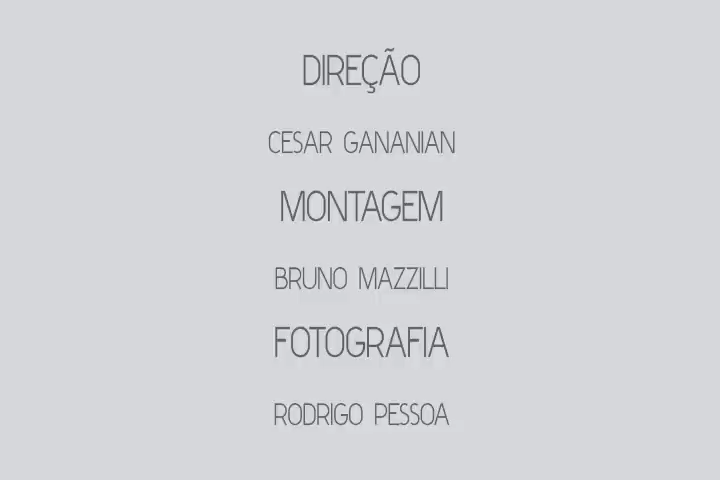 DIREÇÃO
CESAR GANANIAN
MONTAGEM
BRUNO MAZZILLI
FOTOGRAFIA
RODRIGO PESSOA